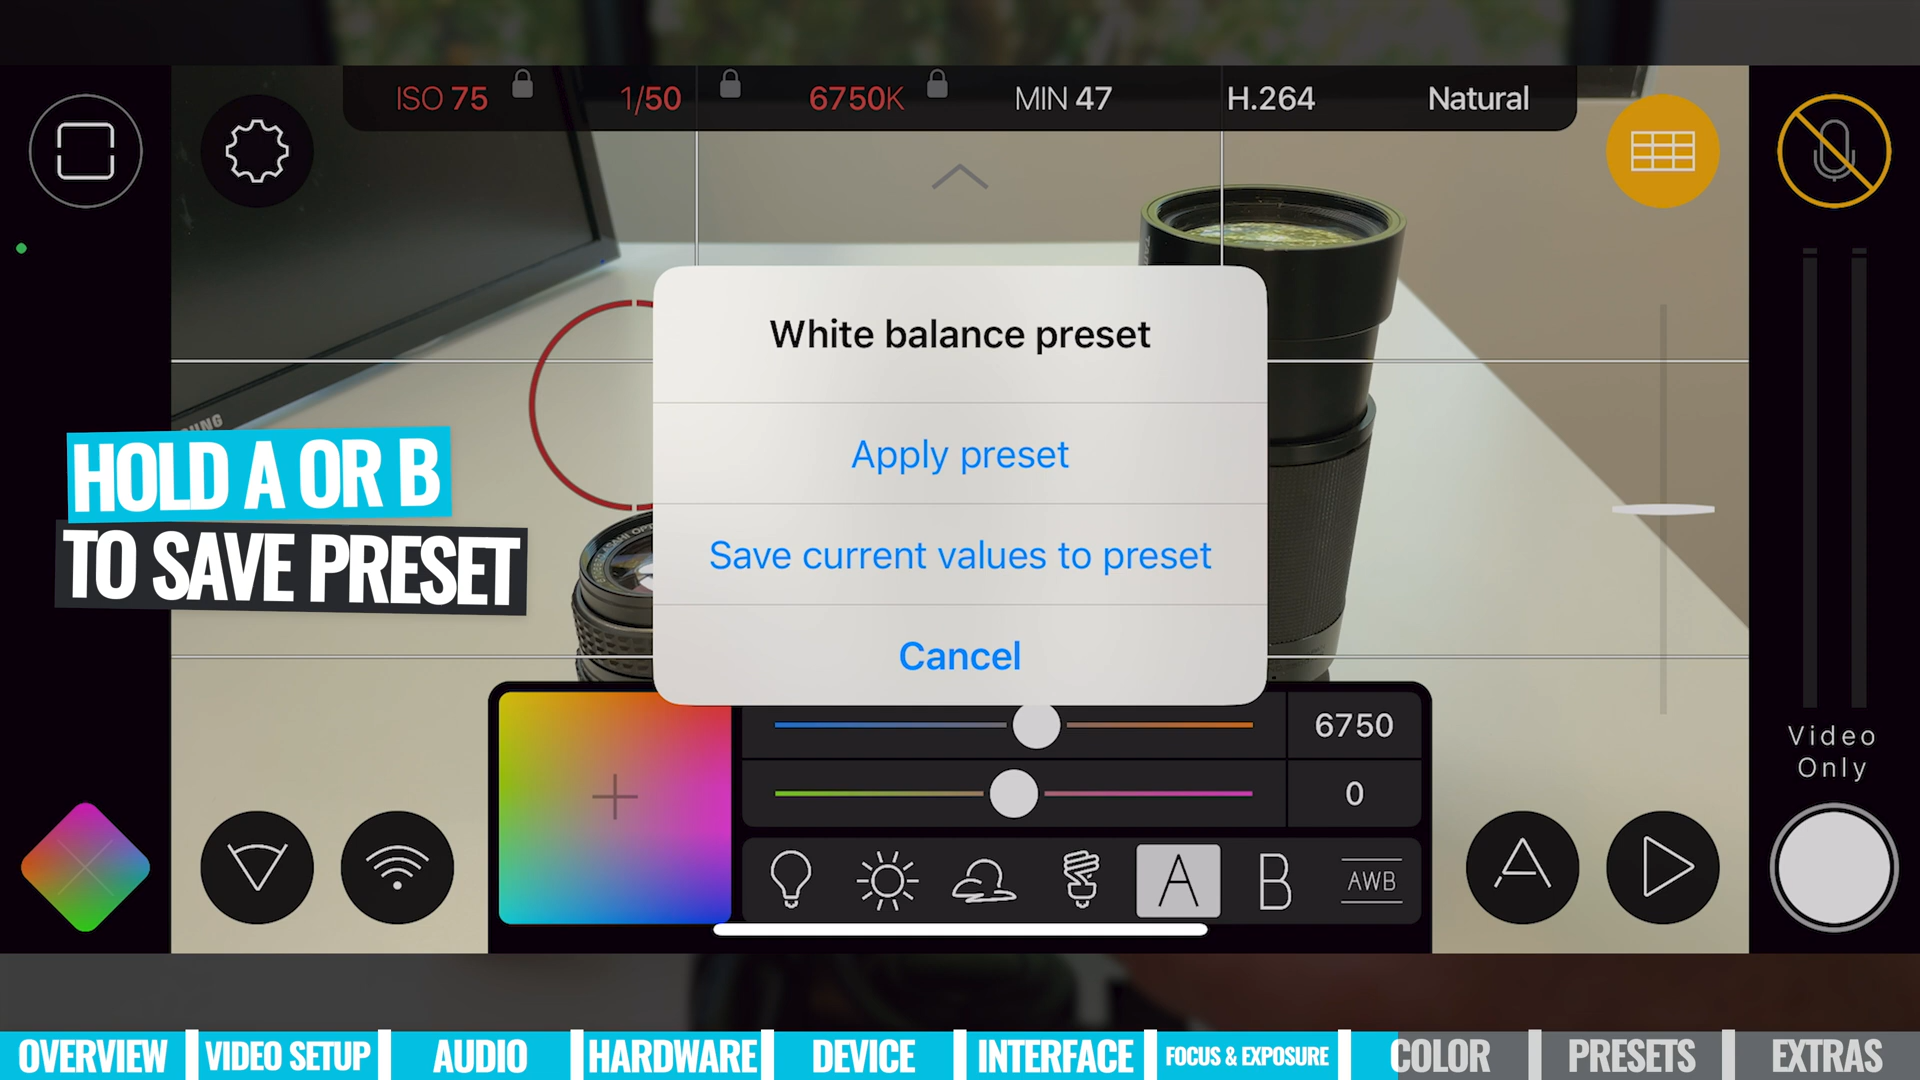 ISO 75
1/50
6750K
MIN 47
H.264
Natural
White balance preset
Apply preset
Save current values to preset
Cancel
HOLD A OR B
TO SAVE PRESET
6750
0
A
B
AWB
A
Video
Only
OVERVIEW
VIDEO SETUP
AUDIO
HARDWARE
DEVICE
INTERFACE
FOCUS & EXPOSURE
COLOR
PRESETS
EXTRAS